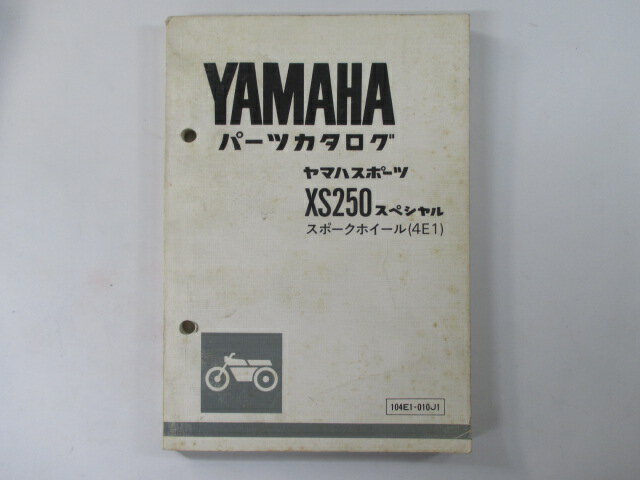 YAMAHA
パーツカタログ
ヤマハスポーツ
XS250スペシャル
スポークホイール(4E1)
104E1-010J1